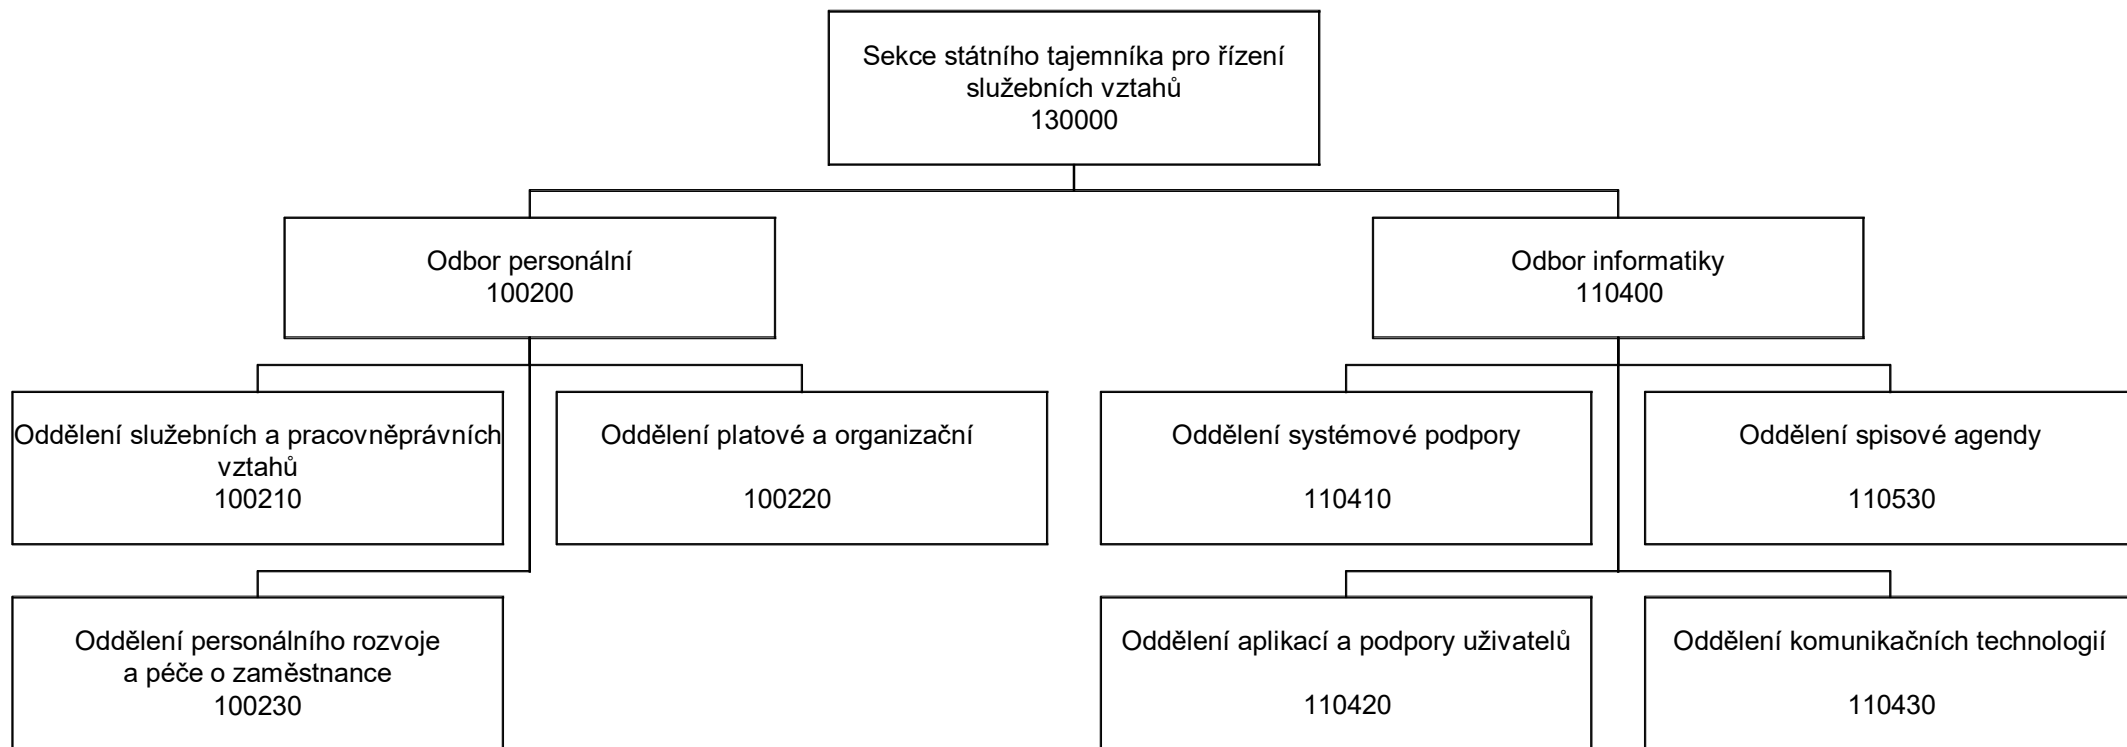 Sekce státního tajemníka pro řízení
služebních vztahů
130000
Odbor personální
100200
Odbor informatiky
110400
Oddělení služebních a pracovněprávních
vztahů
100210
Oddělení platové a organizační
100220
Oddělení systémové podpory
110410
Oddělení spisové agendy
110530
Oddělení personálního rozvoje
a péče o zaměstnance
100230
Oddělení aplikací a podpory uživatelů
110420
Oddělení komunikačních technologií
110430